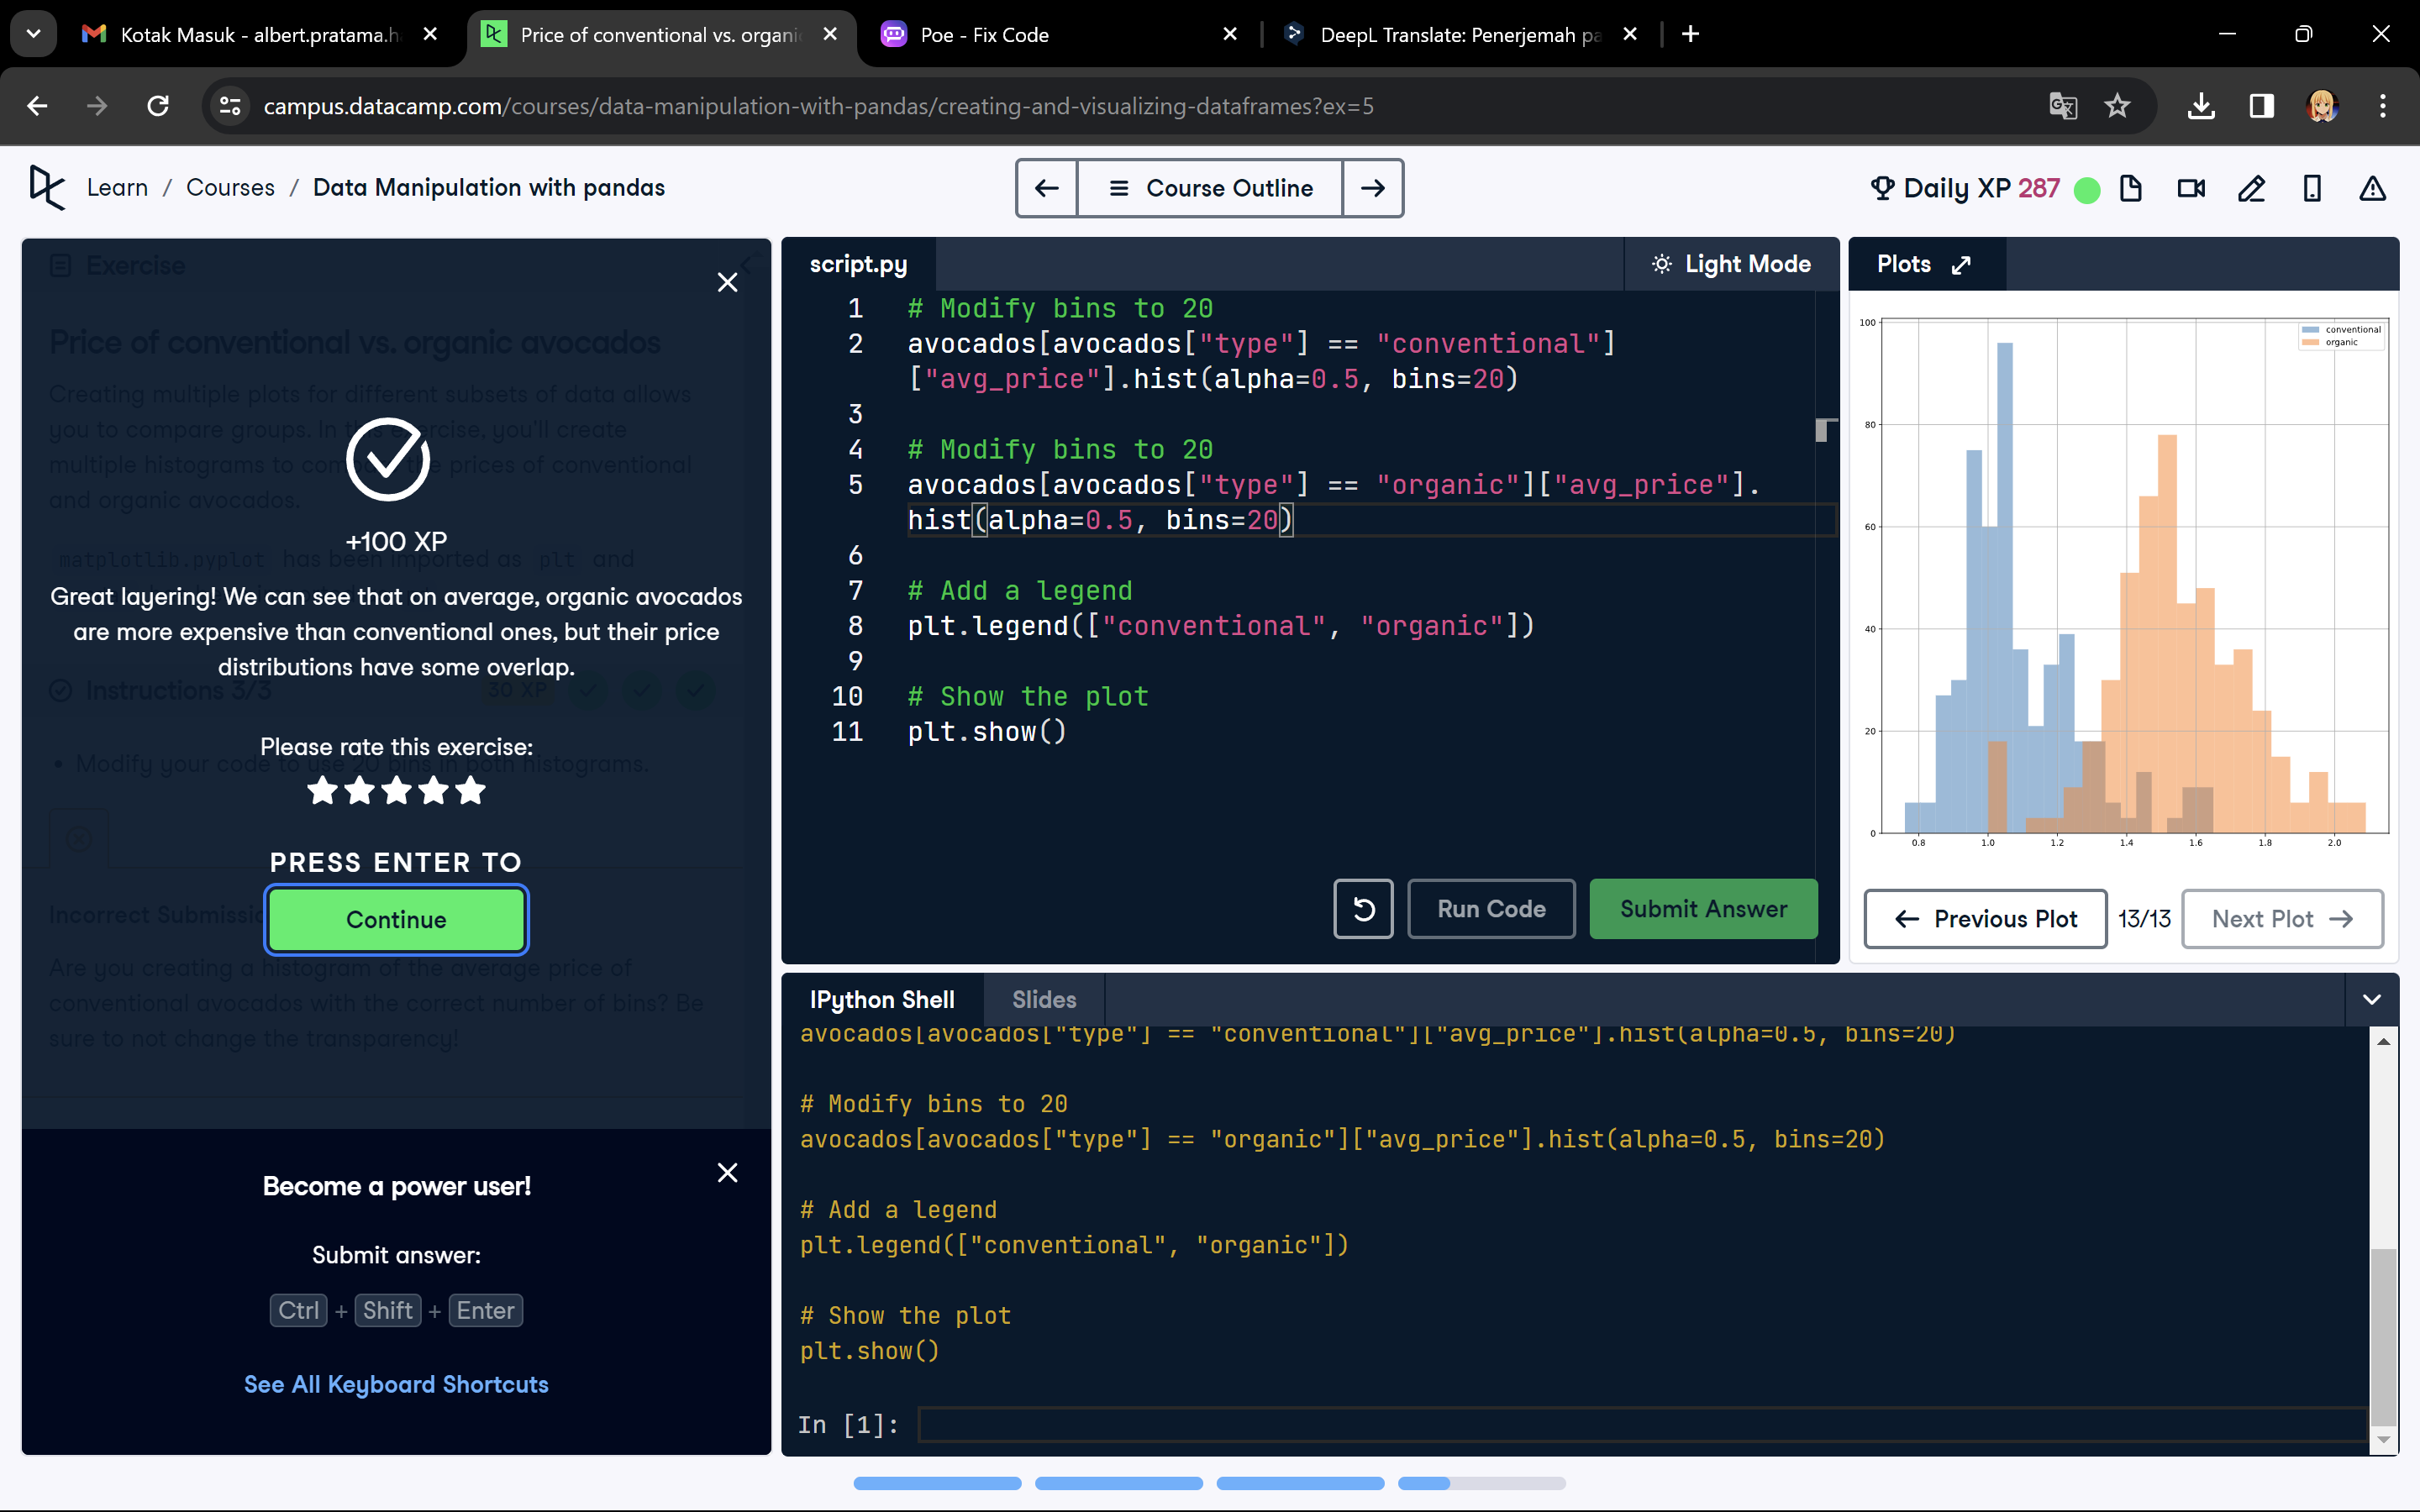 Kotak Masuk - albert.pratama.h
Price of conventional vs. organi
Poe - Fix Code
DeepL Translate: Penerjemah pa
campus.datacamp.com/courses/data-manipulation-with-pandas/creating-and-visualizing-dataframes?ex=5
Learn / Courses / Data Manipulation with pandas
Course Outline
Daily XP 287
Exercise
Price of conventional vs. organic avocados
Creating multiple plots for different subsets of data allows
you to compare groups. In this exercise, you'll create
multiple histograms to compare the prices of conventional
and organic avocados.
+100 XP
matplotlib.pyplot has been imported as plt and
Great layering! We can see that on average, organic avocados
are more expensive than conventional ones, but their price
distributions have some overlap.
Instructions 3/3
30 XP
Please rate this exercise:
• Modify your code to use 20 bins in both histograms.
PRESS ENTER TO
Continue
Incorrect Submissi
Are you creating a histogram of the average price of
conventional avocados with the correct number of bins? Be
sure to not change the transparency!
Become a power user!
Submit answer:
Ctrl + Shift + Enter
See All Keyboard Shortcuts
script.py
Light Mode
1 # Modify bins to 20
2 avocados[avocados["type"] == "conventional"]
["avg_price"].hist(alpha=0.5, bins=20)
3
4 # Modify bins to 20
5 avocados[avocados["type"] == "organic"]["avg_price"].
hist(alpha=0.5, bins=20)
6
7 # Add a legend
8 plt.legend(["conventional", "organic"])
9
10 # Show the plot
11 plt.show()
Run Code
Submit Answer
Plots
conventional
organic
100
80
60
40
20
0
0.8 1.0 1.2 1.4 1.6 1.8 2.0
Previous Plot
13/13
Next Plot
IPython Shell
Slides
avocados[avocados["type"] == "conventional"]["avg_price"].hist(alpha=0.5, bins=20)
# Modify bins to 20
avocados[avocados["type"] == "organic"]["avg_price"].hist(alpha=0.5, bins=20)
# Add a legend
plt.legend(["conventional", "organic"])
# Show the plot
plt.show()
In [1]: